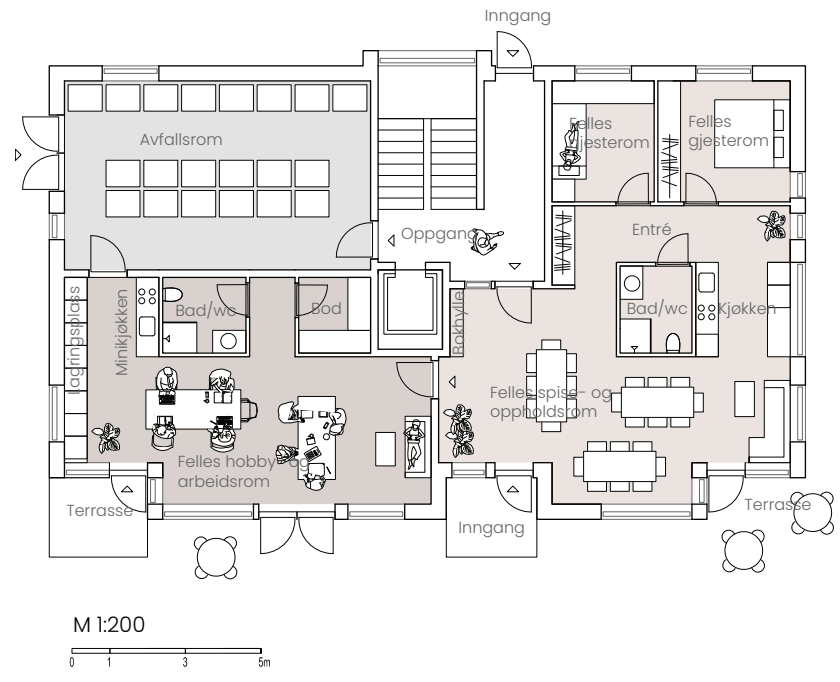 Inngang
Avfallsrom
Felles
gjesterom
Felles
gjesterom
Oppgang
Entré
Lagringsplass
Minikjøkken
Bad/wc
Bod
Bokhylle
Bad/wc
Kjøkken
Felles spise- og
oppholdsrom
Felles hobby- og
arbeidsrom
Terrasse
Inngang
Terrasse
M 1:200
0 1 3 5m